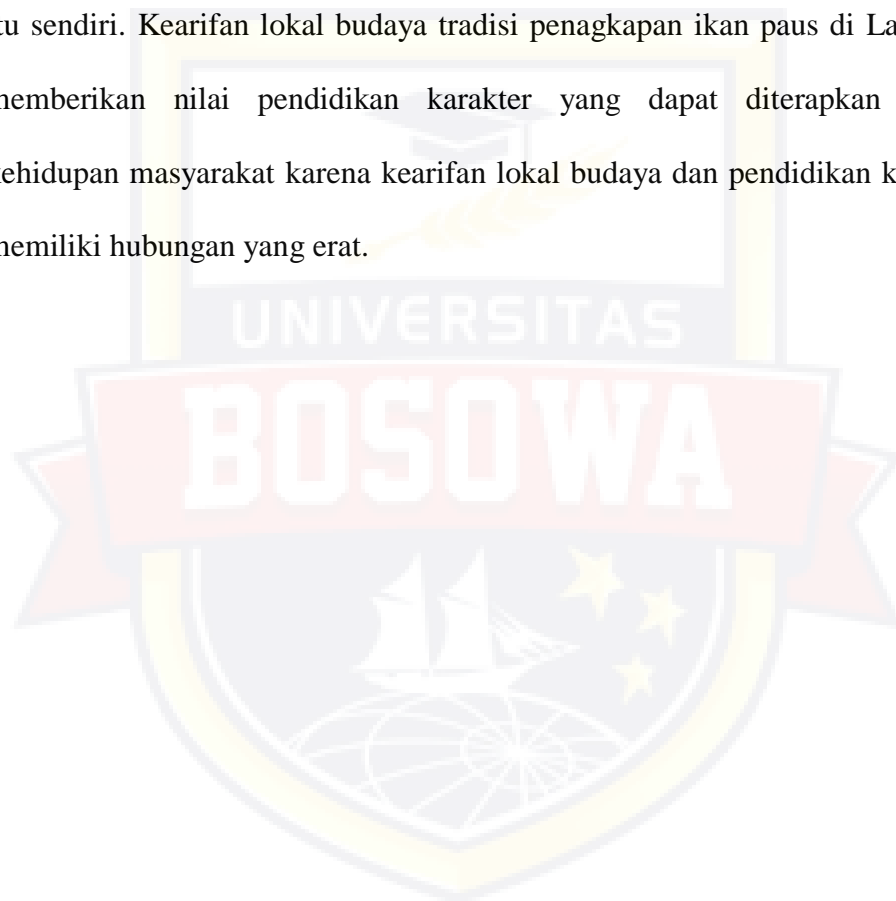 tu sendiri. Kearifan lokal budaya tradisi penagkapan ikan paus di La
nemberikan nilai pendidikan karakter yang dapat diterapkan
kehidupan masyarakat karena kearifan lokal budaya dan pendidikan k
nemiliki hubungan yang erat.
UNIVERSITAS
BOSOWA